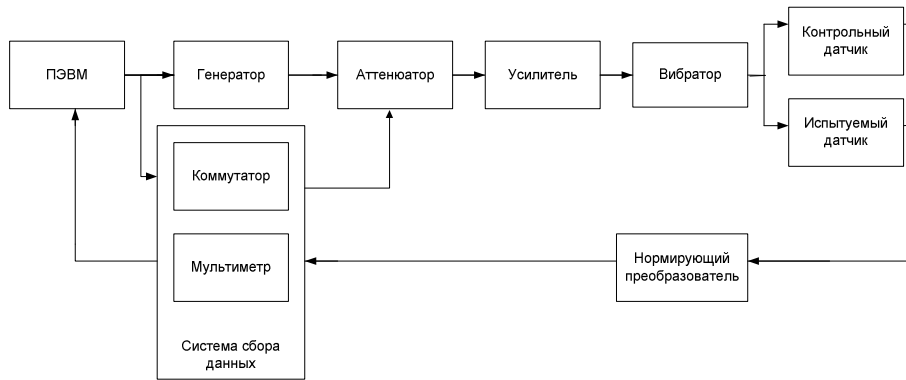 ПЭВМ
Генератор
Аттенюатор
Усилитель
Вибратор
Контрольный
датчик
Испытуемый
датчик
Коммутатор
Мультиметр
Система сбора
данных
Нормирующий
преобразователь